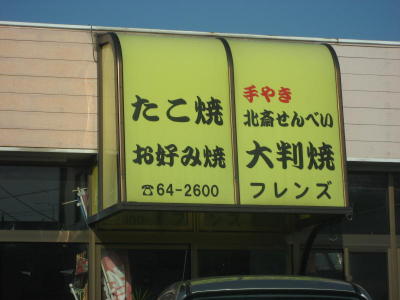 たこ焼
お好み焼
☎64-2600
手やき
北斎せんべい
大判焼
フレンズ